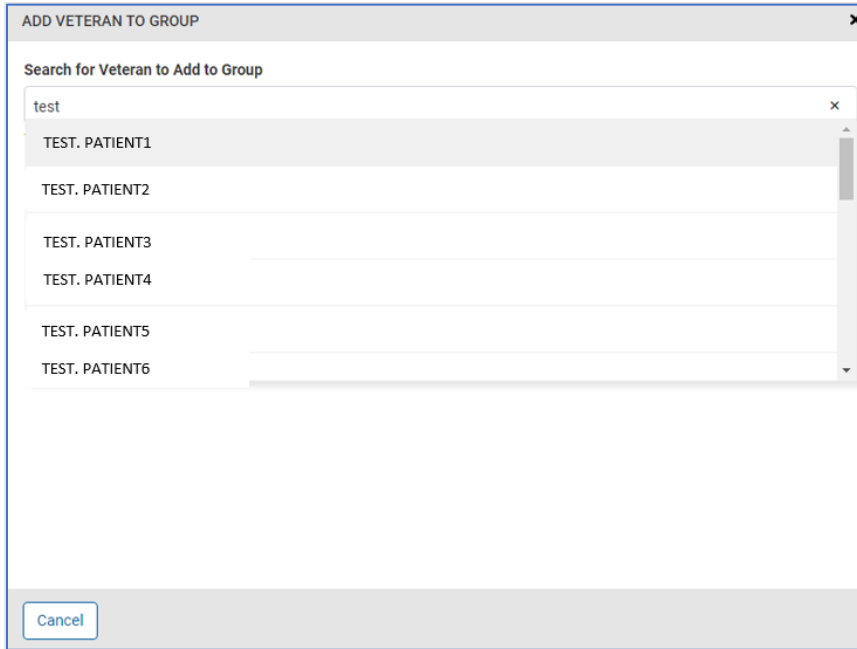 ADD VETERAN TO GROUP ×
Search for Veteran to Add to Group
test ×
TEST. PATIENT1
TEST. PATIENT2
TEST. PATIENT3
TEST. PATIENT4
TEST. PATIENT5
TEST. PATIENT6
Cancel